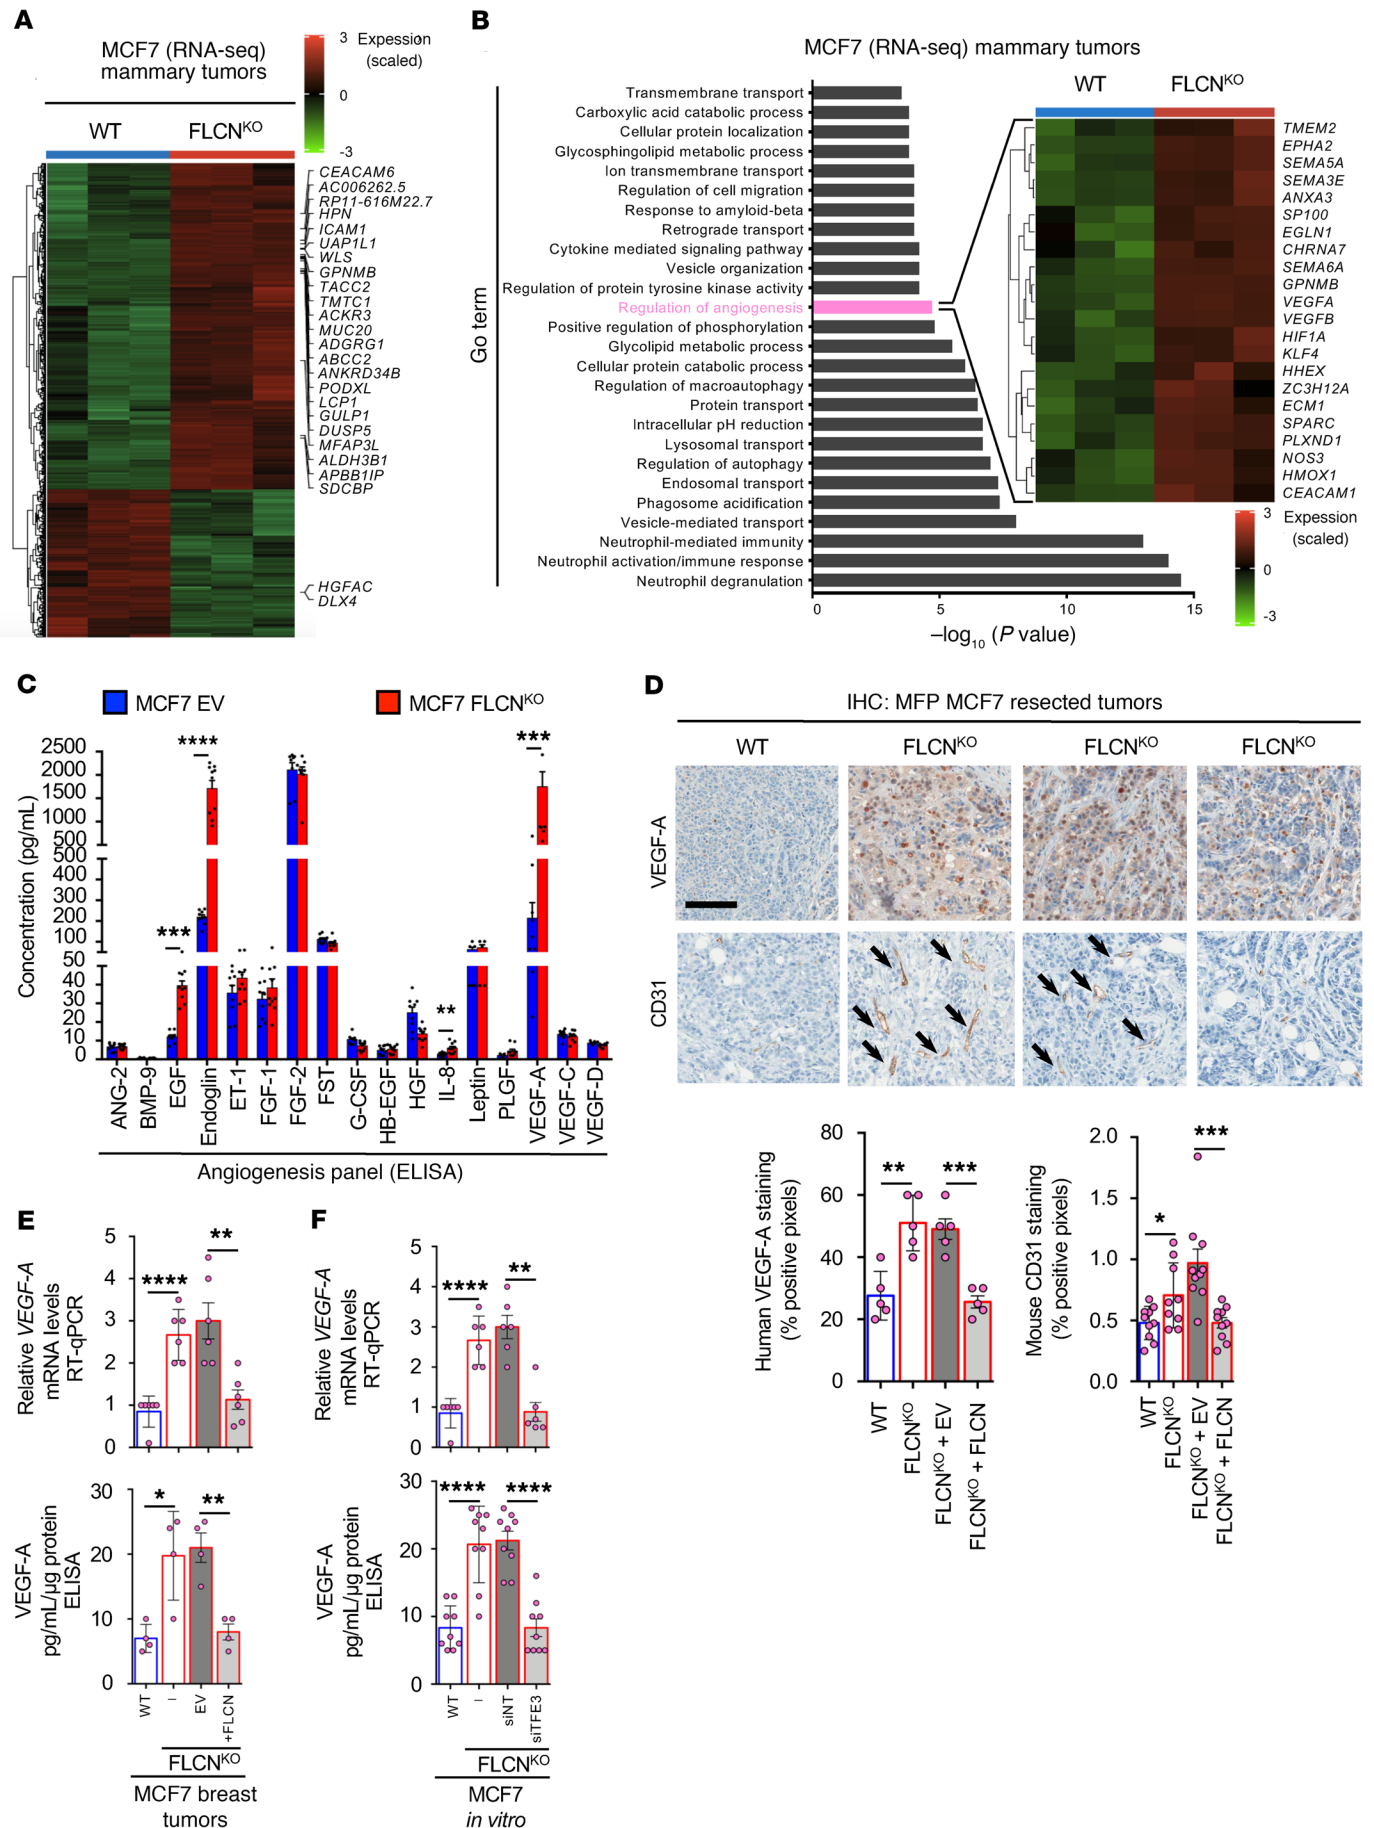 A
MCF7 (RNA-seq)
mammary tumors
3
Expession
(scaled)
0
-3
WT
FLCNKO
CEACAM6
AC006262.5
RP11-616M22.7
HPN
ICAM1
UAP1L1
WLS
GPNMB
TACC2
TMTC1
ACKR3
MUC20
ADGRG1
ABCC2
ANKRD34B
PODXL
LCP1
GULP1
DUSP5
MFAP3L
ALDH3B1
APBB1IP
SDCBP
HGFAC
DLX4
B
MCF7 (RNA-seq) mammary tumors
Go term
Transmembrane transport
Carboxylic acid catabolic process
Cellular protein localization
Glycosphingolipid metabolic process
Ion transmembrane transport
Regulation of cell migration
Response to amyloid-beta
Retrograde transport
Cytokine mediated signaling pathway
Vesicle organization
Regulation of protein tyrosine kinase activity
Regulation of angiogenesis
Positive regulation of phosphorylation
Glycolipid metabolic process
Cellular protein catabolic process
Regulation of macroautophagy
Protein transport
Intracellular pH reduction
Lysosomal transport
Regulation of autophagy
Endosomal transport
Phagosome acidification
Vesicle-mediated transport
Neutrophil-mediated immunity
Neutrophil activation/immune response
Neutrophil degranulation
0 5 10 15
–log10 (P value)
WT
FLCNKO
TMEM2
EPHA2
SEMA5A
SEMA3E
ANXA3
SP100
EGLN1
CHRNA7
SEMA6A
GPNMB
VEGFA
VEGFB
HIF1A
KLF4
HHEX
ZC3H12A
ECM1
SPARC
PLXND1
NOS3
HMOX1
CEACAM1
3
Expession
(scaled)
0
-3
C
MCF7 EV
MCF7 FLCNKO
Concentration (pg/mL)
2500
2000
1500
1000
500
500
400
300
200
100
50
40
30
20
10
0
***
****
**
***
ANG-2
BMP-9
EGF
Endoglin
ET-1
FGF-1
FGF-2
FST
G-CSF
HB-EGF
HGF
IL-8
Leptin
PLGF
VEGF-A
VEGF-C
VEGF-D
Angiogenesis panel (ELISA)
D
IHC: MFP MCF7 resected tumors
WT
FLCNKO
FLCNKO
FLCNKO
VEGF-A
CD31
Human VEGF-A staining
(% positive pixels)
80
60
40
20
0
**
***
WT
FLCNKO
FLCNKO + EV
FLCNKO + FLCN
Mouse CD31 staining
(% positive pixels)
2.0
1.5
1.0
0.5
0.0
*
***
WT
FLCNKO
FLCNKO + EV
FLCNKO + FLCN
E
Relative VEGF-A
mRNA levels
RT-qPCR
5
4
3
2
1
0
****
**
VEGF-A
pg/mL/µg protein
ELISA
30
20
10
0
*
**
WT
–
EV
+FLCN
FLCNKO
MCF7 breast
tumors
F
Relative VEGF-A
mRNA levels
RT-qPCR
5
4
3
2
1
0
****
**
VEGF-A
pg/mL/µg protein
ELISA
30
20
10
0
****
****
WT
–
siNT
siTFE3
FLCNKO
MCF7
in vitro